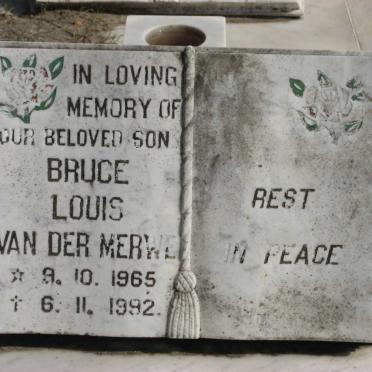 IN LOVING
MEMORY OF
OUR BELOVED SON
BRUCE
LOUIS
VAN DER MERWE
☆ 9. 10. 1965
† 6. 11. 1992.
REST
IN PEACE